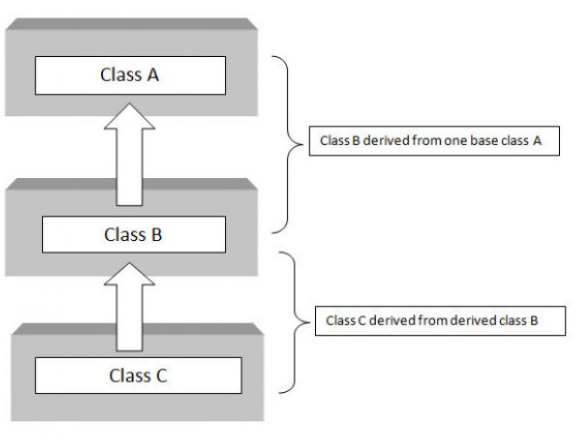 Class A
Class B derived from one base class A
Class B
Class C derived from derived class B
Class C